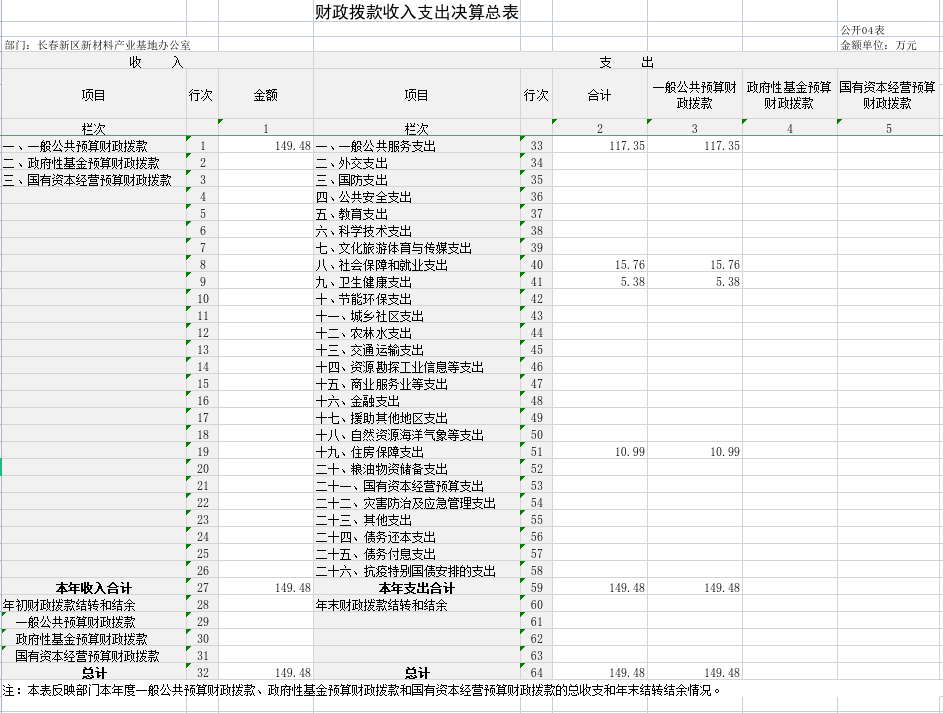 财政拨款收入支出决算总表
公开04表
部门：长春新区新材料产业基地办公室 金额单位：万元
收 入 支 出
项目 行次 金额 项目 行次 合计 一般公共预算财政拨款 政府性基金预算财政拨款 国有资本经营预算财政拨款
栏次 1 栏次 2 3 4 5
一、一般公共预算财政拨款 1 149.48 一、一般公共服务支出 33 117.35 117.35
二、政府性基金预算财政拨款 2 二、外交支出 34
三、国有资本经营预算财政拨款 3 三、国防支出 35
4 四、公共安全支出 36
5 五、教育支出 37
6 六、科学技术支出 38
7 七、文化旅游体育与传媒支出 39
8 八、社会保障和就业支出 40 15.76 15.76
9 九、卫生健康支出 41 5.38 5.38
10 十、节能环保支出 42
11 十一、城乡社区支出 43
12 十二、农林水支出 44
13 十三、交通运输支出 45
14 十四、资源勘探工业信息等支出 46
15 十五、商业服务业等支出 47
16 十六、金融支出 48
17 十七、援助其他地区支出 49
18 十八、自然资源海洋气象等支出 50
19 十九、住房保障支出 51 10.99 10.99
20 二十、粮油物资储备支出 52
21 二十一、国有资本经营预算支出 53
22 二十二、灾害防治及应急管理支出 54
23 二十三、其他支出 55
24 二十四、债务还本支出 56
25 二十五、债务付息支出 57
26 二十六、抗疫特别国债安排的支出 58
本年收入合计 27 149.48 本年支出合计 59 149.48 149.48
年初财政拨款结转和结余 28 年末财政拨款结转和结余 60
一般公共预算财政拨款 29 61
政府性基金预算财政拨款 30 62
国有资本经营预算财政拨款 31 63
总计 32 149.48 总计 64 149.48 149.48
注：本表反映部门本年度一般公共预算财政拨款、政府性基金预算财政拨款和国有资本经营预算财政拨款的总收支和年末结转结余情况。